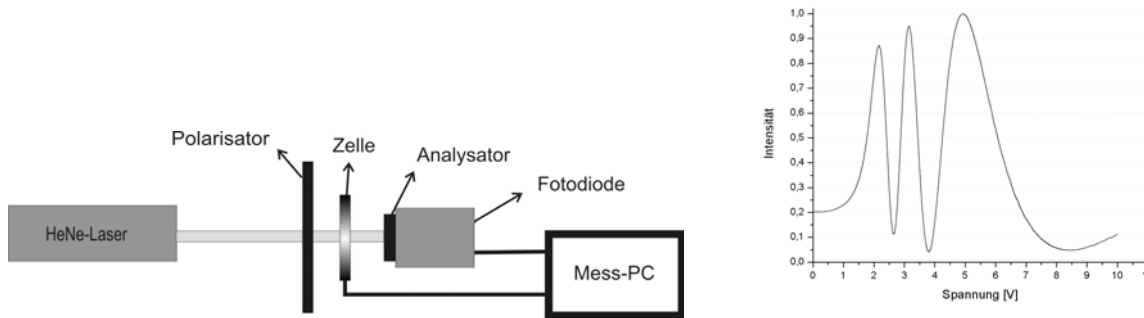 Polarisator
Zelle
Analysator
Fotodiode
HeNe-Laser
Mess-PC
1,0
0,9
0,8
0,7
0,6
0,5
0,4
0,3
0,2
0,1
0,0
Intensität
0 1 2 3 4 5 6 7 8 9 10
Spannung [V]